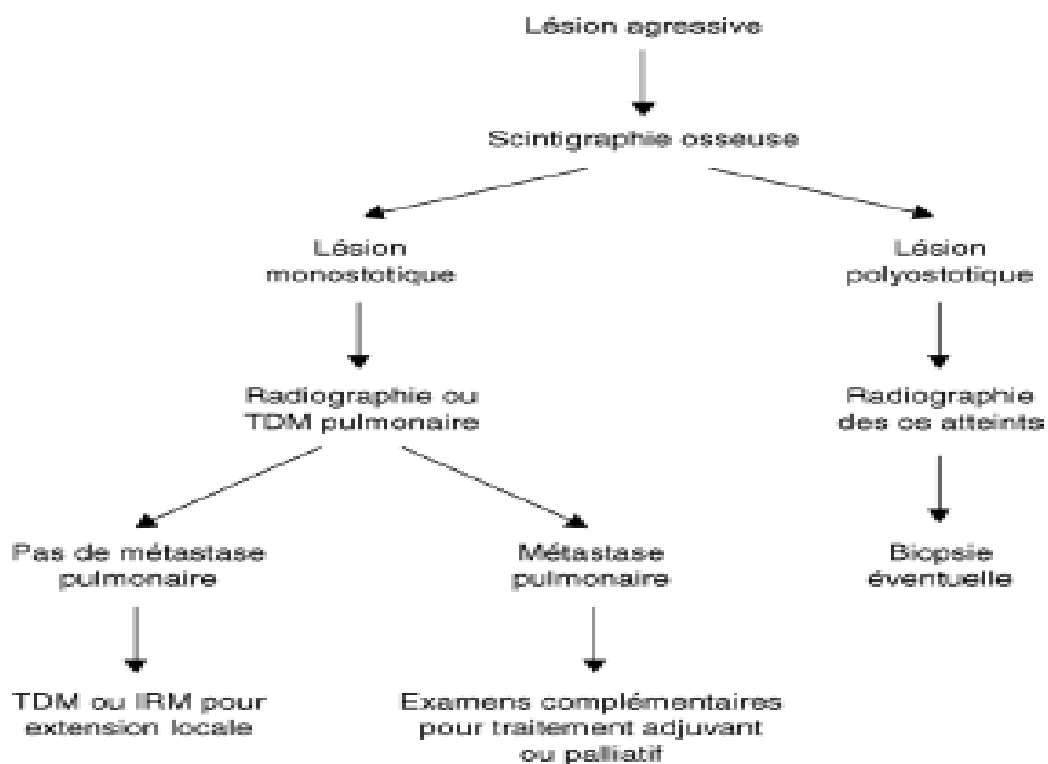 Lésion agressive
Scintigraphie osseuse
Lésion
monostotique
Lésion
polyostotique
Radiographie ou
TDM pulmonaire
Radiographie
des os atteints
Pas de métastase
pulmonaire
Métastase
pulmonaire
Biopsie
éventuelle
TDM ou IRM pour
extension locale
Examens complémentaires
pour traitement adjuvant
ou palliatif